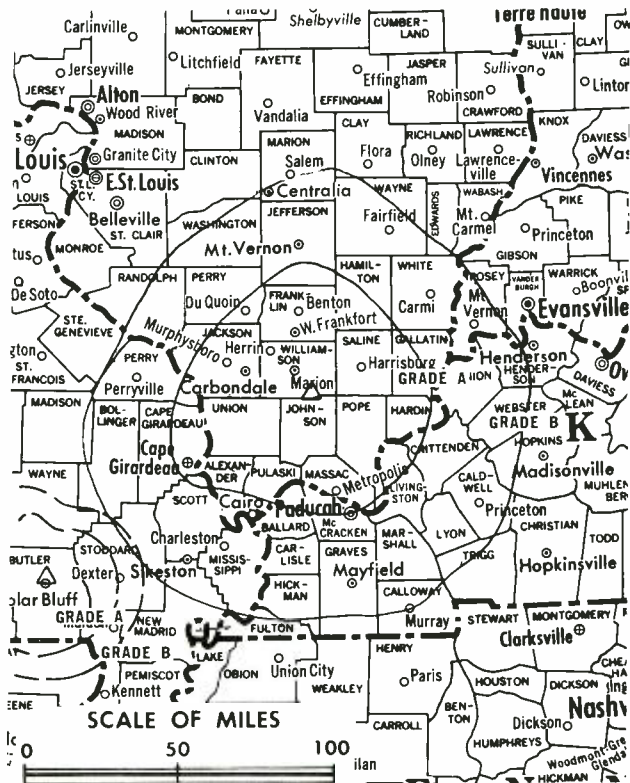 Carlinville
Shelbyville
Terre haute
MONTGOMERY
CUMBER-
LAND
SULLI-
VAN
CLAY
Jerseyville
Litchfield
FAYETTE
JASPER
Sullivan
JERSEY
Effingham
Robinson
Linton
Alton
Wood River
BOND
Vandalia
EFFINGHAM
CRAWFORD
KNOX
MADISON
CLAY
DAVIESS
MARION
RICHLAND
LAWRENCE
Louis
Granite City
CLINTON
Salem
Flora
Olney
Lawrence-
ville
Vincennes
ST.L.
CY.
E.St.Louis
LOUIS
Centralia
WAYNE
EDWARDS
WABASH
PIKE
Belleville
ST. CLAIR
WASHINGTON
JEFFERSON
Fairfield
Mt.
Carmel
Princeton
MONROE
Mt.Vernon
GIBSON
RANDOLPH
PERRY
HAMIL-
TON
WHITE
POSEY
VANDER-
BURGH
WARRICK
De Soto
Du Quoin
FRANK-
LIN
Benton
Carmi
Mt.
Vernon
Evansville
STE.
GENEVIEVE
Murphysboro
JACKSON
W. Frankfort
SALINE
GALLATIN
Henderson
PERRY
Herrin
WILLIAM-
SON
Harrisburg
GRADE A
HENDER-
SON
DAVIESS
ST.
FRANCOIS
Perryville
Carbondale
Marion
MADISON
BOL-
LINGER
CAPE
GIRARDEAU
UNION
JOHN-
SON
POPE
HARDIN
WEBSTER
Mc
LEAN
GRADE B
K
Cape
Girardeau
CRITTENDEN
HOPKINS
Madisonville
WAYNE
ALEXAN-
DER
PULASKI
MASSAC
Metropolis
LIVING-
STON
CALD-
WELL
SCOTT
Cairo
Paducah
Princeton
BALLARD
Mc
CRACKEN
MAR-
SHALL
LYON
CHRISTIAN
TODD
STODDARD
Charleston
CAR-
LISLE
GRAVES
TRIGG
BUTLER
Dexter
Sikeston
MISSIS-
SIPPI
Mayfield
Hopkinsville
HICK-
MAN
CALLOWAY
GRADE A
NEW
MADRID
FULTON
Murray
STEWART
MONTGOMERY
Clarksville
GRADE B
LAKE
HENRY
PEMISCOT
OBION
Union City
Paris
HOUSTON
DICKSON
Kennett
WEAKLEY
BEN-
TON
Dickson
SCALE OF MILES
CARROLL
HUMPHREYS
HICKMAN
0 50 100